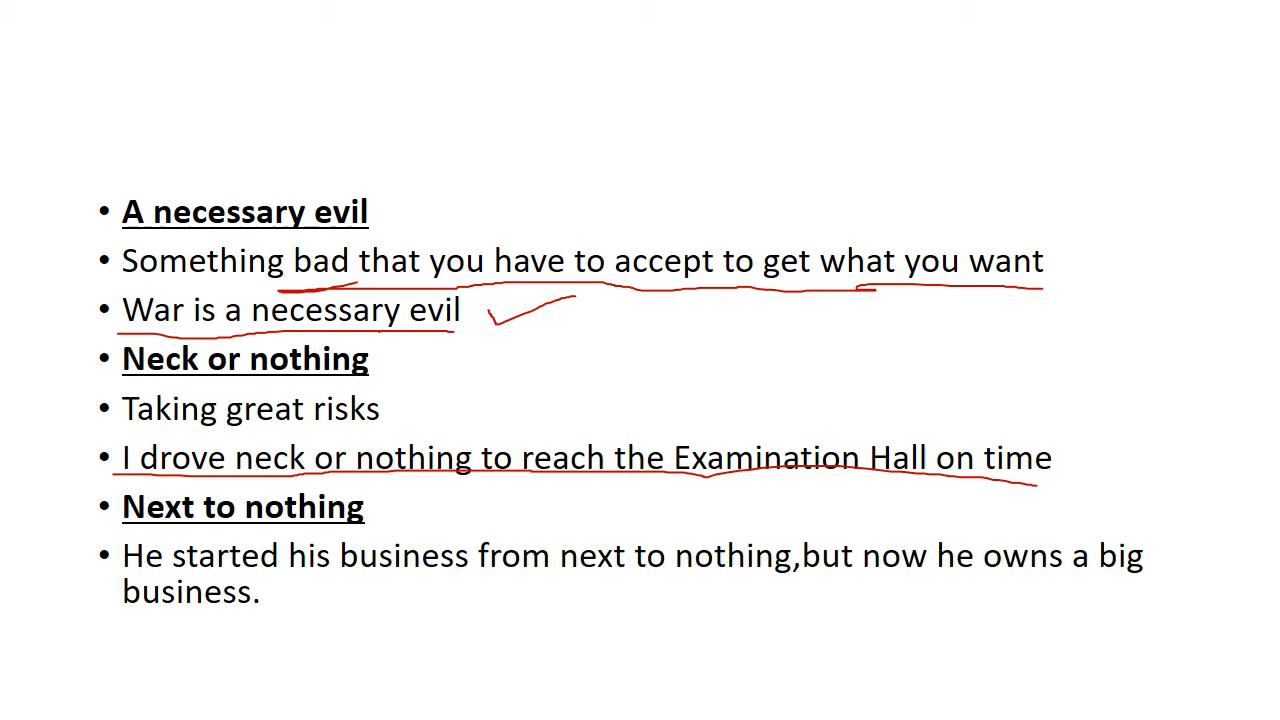 • A necessary evil
• Something bad that you have to accept to get what you want
• War is a necessary evil
• Neck or nothing
• Taking great risks
• I drove neck or nothing to reach the Examination Hall on time
• Next to nothing
• He started his business from next to nothing,but now he owns a big
business.